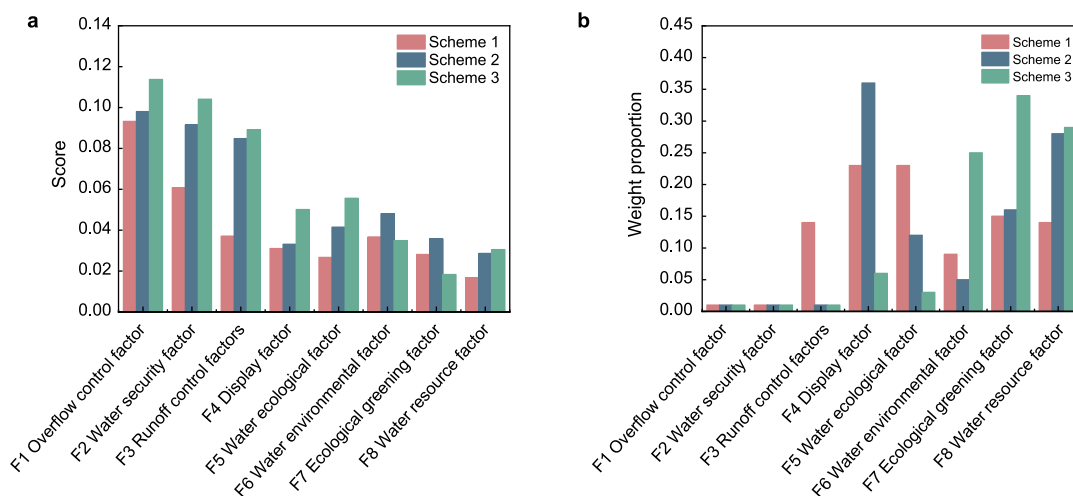 a
0.14
0.12
0.10
0.08
0.06
0.04
0.02
0.00
Score
Scheme 1
Scheme 2
Scheme 3
F1 Overflow control factor
F2 Water security factor
F3 Runoff control factors
F4 Display factor
F5 Water ecological factor
F6 Water environmental factor
F7 Ecological greening factor
F8 Water resource factor
b
0.45
0.40
0.35
0.30
0.25
0.20
0.15
0.10
0.05
0.00
Weight proportion
Scheme 1
Scheme 2
Scheme 3
F1 Overflow control factor
F2 Water security factor
F3 Runoff control factors
F4 Display factor
F5 Water ecological factor
F6 Water environmental factor
F7 Ecological greening factor
F8 Water resource factor